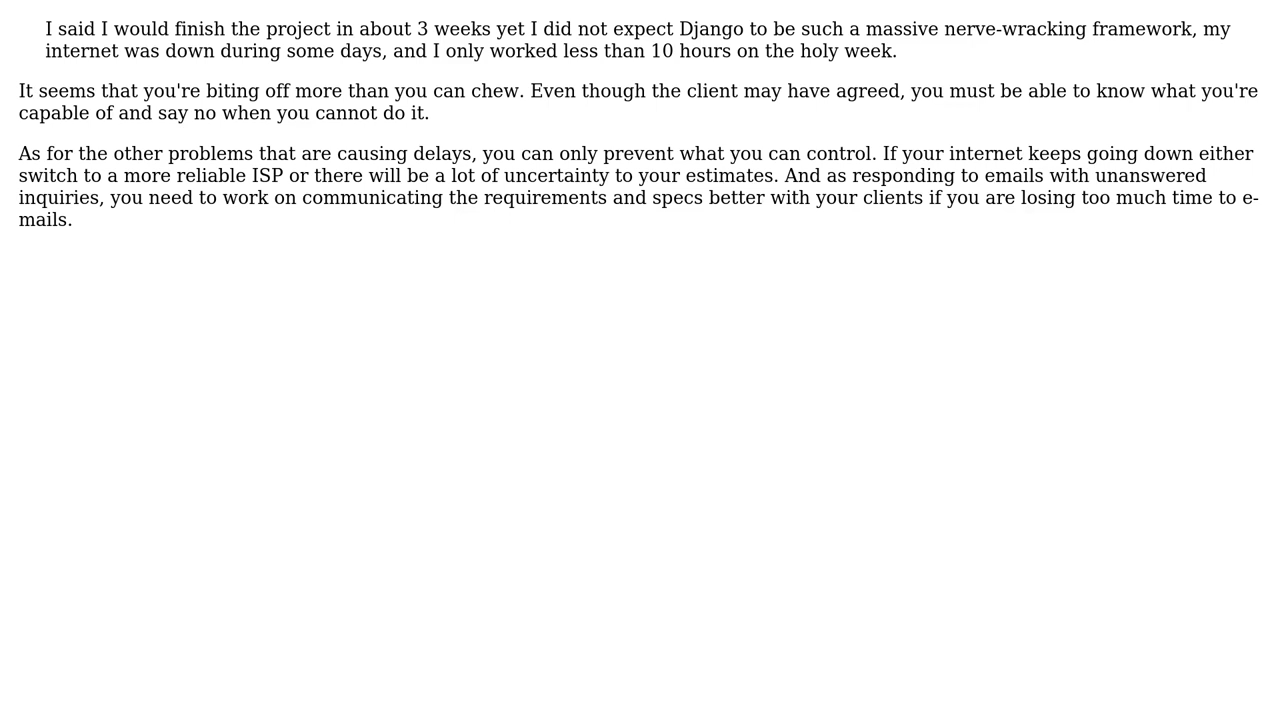 I said I would finish the project in about 3 weeks yet I did not expect Django to be such a massive nerve-wracking framework, my
internet was down during some days, and I only worked less than 10 hours on the holy week.
It seems that you're biting off more than you can chew. Even though the client may have agreed, you must be able to know what you're
capable of and say no when you cannot do it.
As for the other problems that are causing delays, you can only prevent what you can control. If your internet keeps going down either
switch to a more reliable ISP or there will be a lot of uncertainty to your estimates. And as responding to emails with unanswered
inquiries, you need to work on communicating the requirements and specs better with your clients if you are losing too much time to e-
mails.